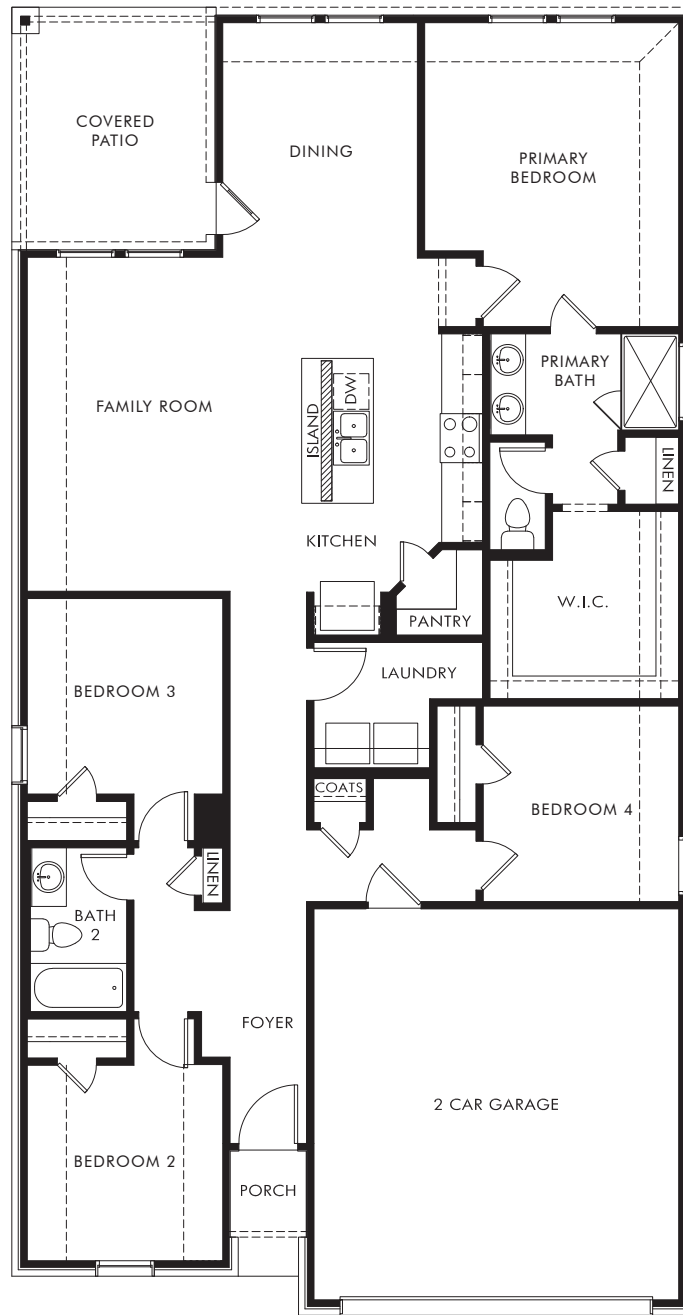 COVERED
PATIO
DINING
PRIMARY
BEDROOM
FAMILY ROOM
ISLAND
DW
PRIMARY
BATH
LINEN
KITCHEN
PANTRY
W.I.C.
LAUNDRY
BEDROOM 3
COATS
BEDROOM 4
LINEN
BATH
2
FOYER
2 CAR GARAGE
BEDROOM 2
PORCH